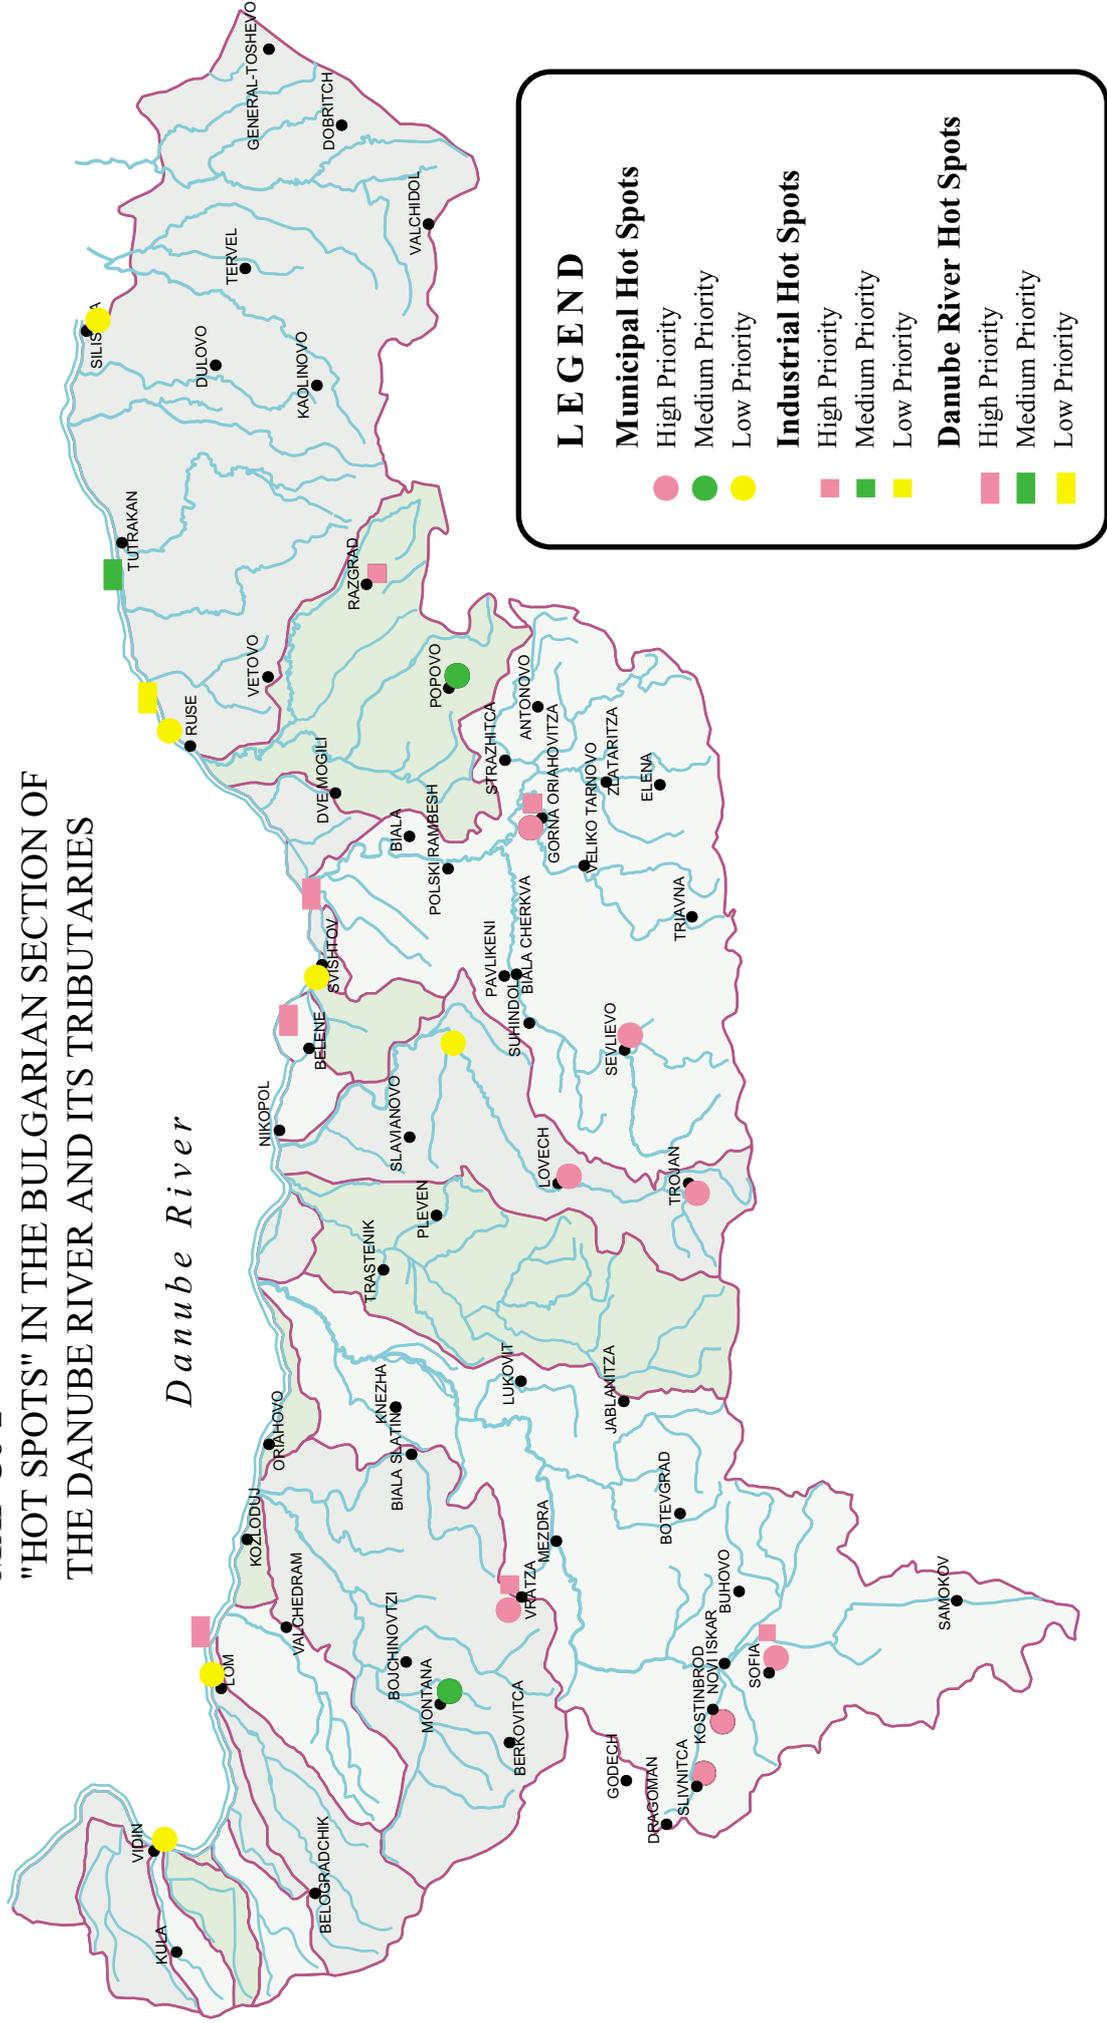 "HOT SPOTS" IN THE BULGARIAN SECTION OF
THE DANUBE RIVER AND ITS TRIBUTARIES
Danube River
VIDIN
KULA
BELOGRADCHIK
LOM
VALCHEDRAM
KOZLODUJ
ORIAHOVO
BOJCHINOVTZI
MONTANA
BERKOVITCA
BIALA SLATINA
KNEZHA
VRATZA
MEZDRA
LUKOVIT
JABLANITZA
BOTEVGRAD
GODECH
DRAGOMAN
SLIVNITCA
KOSTINBROD
NOVI ISKAR
BUHOVO
SOFIA
SAMOKOV
TRASTENIK
PLEVEN
NIKOPOL
SLAVIANOVO
LOVECH
TROJAN
BELENE
SVISHTOV
SUHINDOL
PAVLIKENI
BIALA CHERKVA
SEVLIEVO
TRIAVNA
POLSKI RAMBESH
BIALA
DVE MOGILI
GORNA ORIAHOVITZA
VELIKO TARNOVO
STRAZHITCA
ANTONOVO
ZLATARITZA
ELENA
RUSE
VETOVO
POPOVO
RAZGRAD
TUTRAKAN
KAOLINOVO
DULOVO
TERVEL
VALCHIDOL
DOBRITCH
GENERAL-TOSHEVO
LEGEND
Municipal Hot Spots
High Priority
Medium Priority
Low Priority
Industrial Hot Spots
High Priority
Medium Priority
Low Priority
Danube River Hot Spots
High Priority
Medium Priority
Low Priority